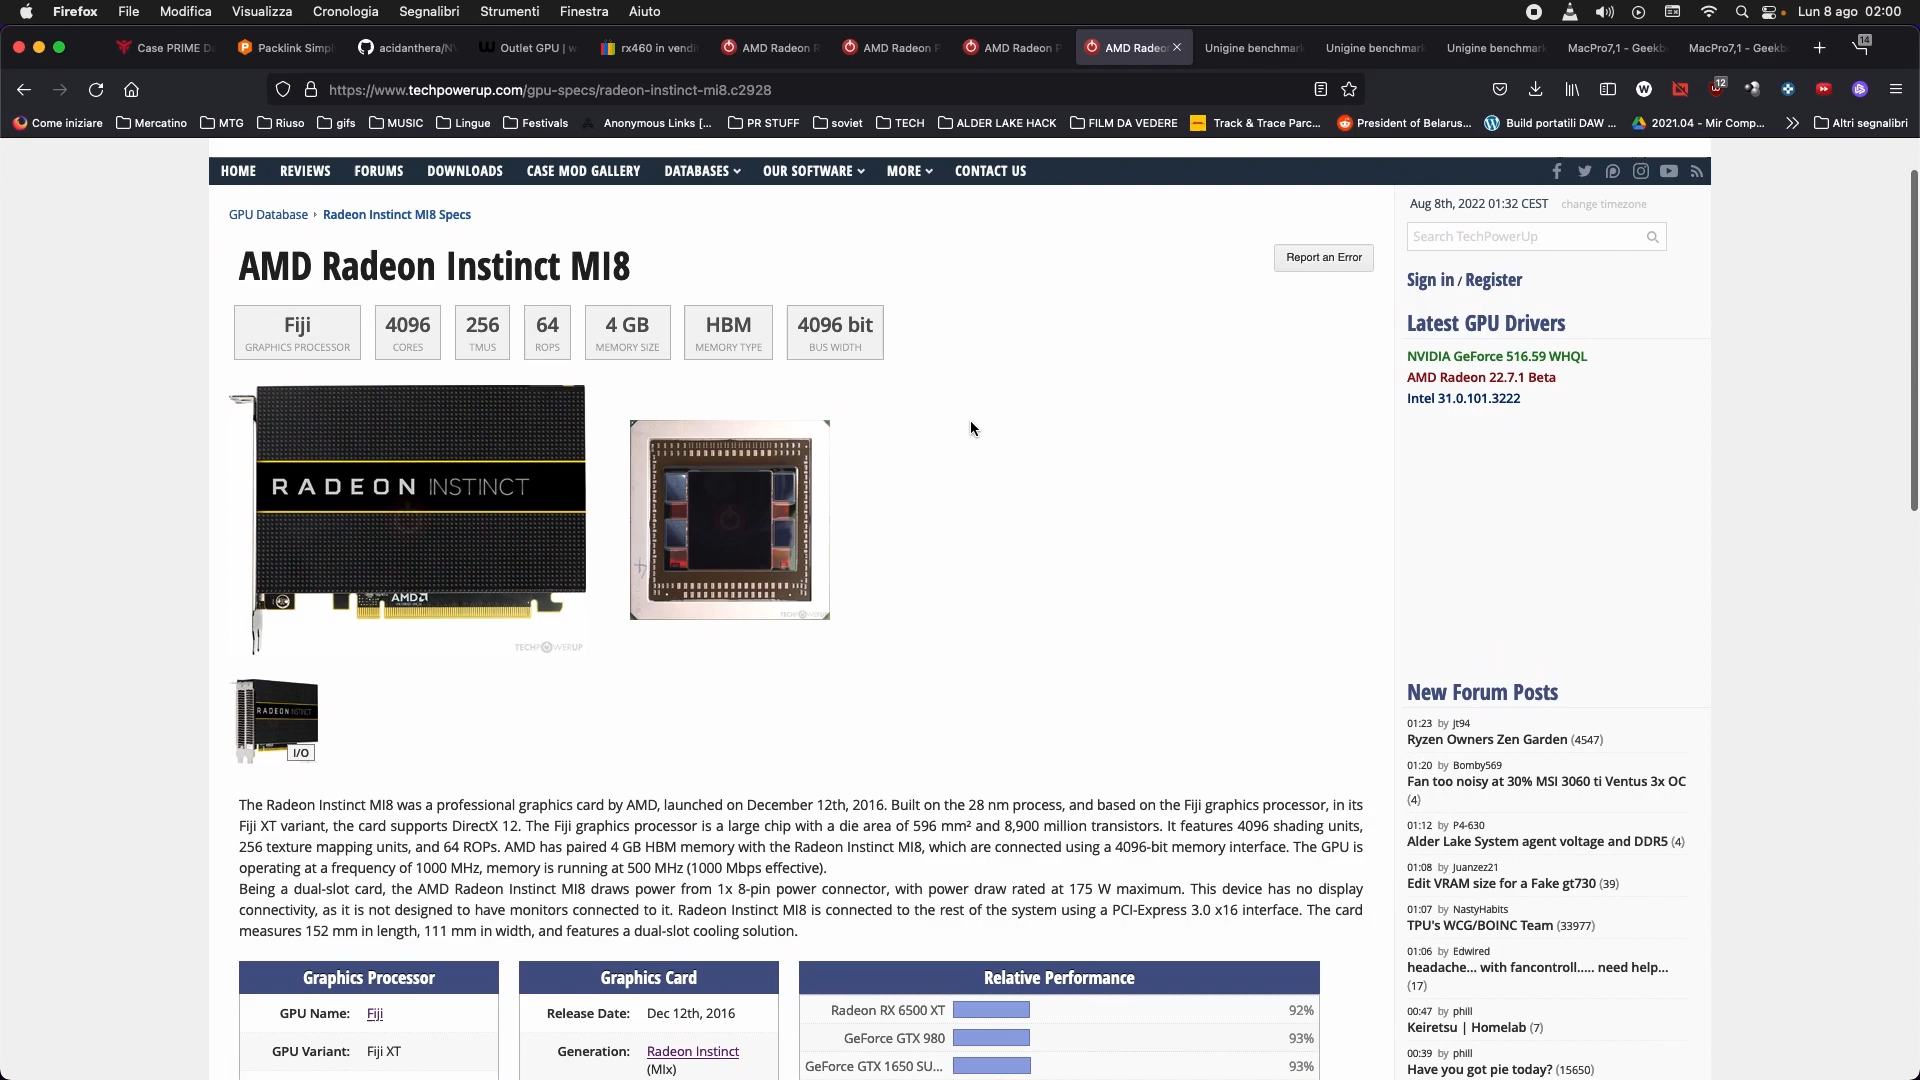 Firefox File Modifica Visualizza Cronologia Segnalibri Strumenti Finestra Aiuto
Lun 8 ago 02:00
Case PRIME D
Packlink Simpl
acidanthera/N
Outlet GPU | w
rx460 in vendi
AMD Radeon R
AMD Radeon P
AMD Radeon P
AMD Radeo
Unigine benchmar
Unigine benchmar
Unigine benchmar
MacPro7,1 - Geekb
MacPro7,1 - Geekb
14
https://www.techpowerup.com/gpu-specs/radeon-instinct-mi8.c2928
12
Come iniziare
Mercatino
MTG
Riuso
gifs
MUSIC
Lingue
Festivals
Anonymous Links [...
PR STUFF
soviet
TECH
ALDER LAKE HACK
FILM DA VEDERE
Track & Trace Parc...
President of Belarus...
Build portatili DAW ...
2021.04 - Mir Comp...
Altri segnalibri
HOME REVIEWS FORUMS DOWNLOADS CASE MOD GALLERY DATABASES OUR SOFTWARE MORE CONTACT US
GPU Database › Radeon Instinct MI8 Specs
AMD Radeon Instinct MI8
Report an Error
Fiji
GRAPHICS PROCESSOR
4096
CORES
256
TMUS
64
ROPS
4 GB
MEMORY SIZE
HBM
MEMORY TYPE
4096 bit
BUS WIDTH
RADEON INSTINCT
AMD
TECHPOWERUP
TECHPOWERUP
RADEON INSTINCT
I/O
The Radeon Instinct MI8 was a professional graphics card by AMD, launched on December 12th, 2016. Built on the 28 nm process, and based on the Fiji graphics processor, in its
Fiji XT variant, the card supports DirectX 12. The Fiji graphics processor is a large chip with a die area of 596 mm² and 8,900 million transistors. It features 4096 shading units,
256 texture mapping units, and 64 ROPs. AMD has paired 4 GB HBM memory with the Radeon Instinct MI8, which are connected using a 4096-bit memory interface. The GPU is
operating at a frequency of 1000 MHz, memory is running at 500 MHz (1000 Mbps effective).
Being a dual-slot card, the AMD Radeon Instinct MI8 draws power from 1x 8-pin power connector, with power draw rated at 175 W maximum. This device has no display
connectivity, as it is not designed to have monitors connected to it. Radeon Instinct MI8 is connected to the rest of the system using a PCI-Express 3.0 x16 interface. The card
measures 152 mm in length, 111 mm in width, and features a dual-slot cooling solution.
Graphics Processor
GPU Name: Fiji
GPU Variant: Fiji XT
Graphics Card
Release Date: Dec 12th, 2016
Generation: Radeon Instinct
(MIx)
Relative Performance
Radeon RX 6500 XT 92%
GeForce GTX 980 93%
GeForce GTX 1650 SU... 93%
Aug 8th, 2022 01:32 CEST change timezone
Search TechPowerUp
Sign in / Register
Latest GPU Drivers
NVIDIA GeForce 516.59 WHQL
AMD Radeon 22.7.1 Beta
Intel 31.0.101.3222
New Forum Posts
01:23 by jt94
Ryzen Owners Zen Garden (4547)
01:20 by Bomby569
Fan too noisy at 30% MSI 3060 ti Ventus 3x OC
(4)
01:12 by P4-630
Alder Lake System agent voltage and DDR5 (4)
01:08 by Juanzez21
Edit VRAM size for a Fake gt730 (39)
01:07 by NastyHabits
TPU's WCG/BOINC Team (33977)
01:06 by Edwired
headache... with fancontroll..... need help...
(17)
00:47 by phill
Keiretsu | Homelab (7)
00:39 by phill
Have you got pie today? (15650)